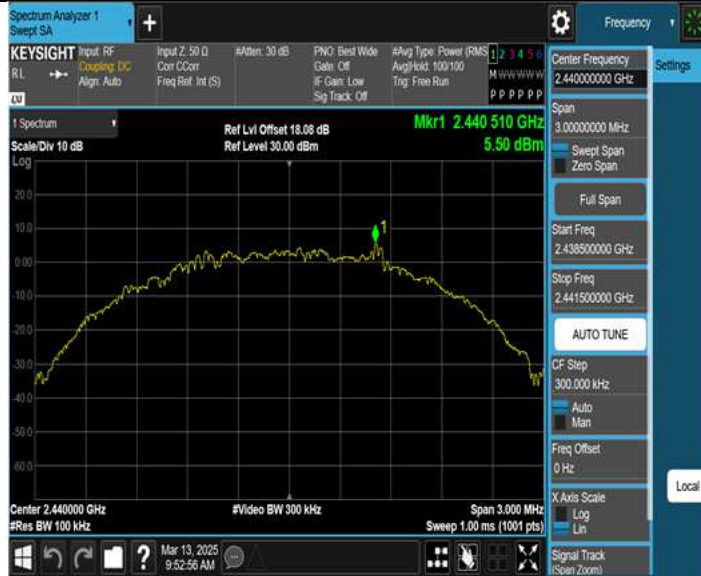 Spectrum Analyzer 1
Swept SA
+
Frequency
KEYSIGHT
RL
LXI
Input: RF
Coupling: DC
Align: Auto
Input Z: 50 Ω
Corr CCorr
Freq Ref: Int (S)
#Atten: 30 dB
PNO: Best Wide
Gate: Off
IF Gain: Low
Sig Track: Off
#Avg Type: Power (RMS
Avg|Hold: 100/100
Trig: Free Run
1 2 3 4 5 6
M W W W W W
P P P P P P
1 Spectrum
Scale/Div 10 dB
Log
Ref Lvl Offset 18.08 dB
Ref Level 30.00 dBm
Mkr1 2.440 510 GHz
5.50 dBm
20.0
10.0
0.00
-10.0
-20.0
-30.0
-40.0
-50.0
-60.0
1
Center 2.440000 GHz
#Res BW 100 kHz
#Video BW 300 kHz
Span 3.000 MHz
Sweep 1.00 ms (1001 pts)
?
Mar 13, 2025
9:52:56 AM
Center Frequency
2.440000000 GHz
Span
3.00000000 MHz
Swept Span
Zero Span
Full Span
Start Freq
2.438500000 GHz
Stop Freq
2.441500000 GHz
AUTO TUNE
CF Step
300.000 kHz
Auto
Man
Freq Offset
0 Hz
X Axis Scale
Log
Lin
Signal Track
(Span Zoom)
Settings
Local